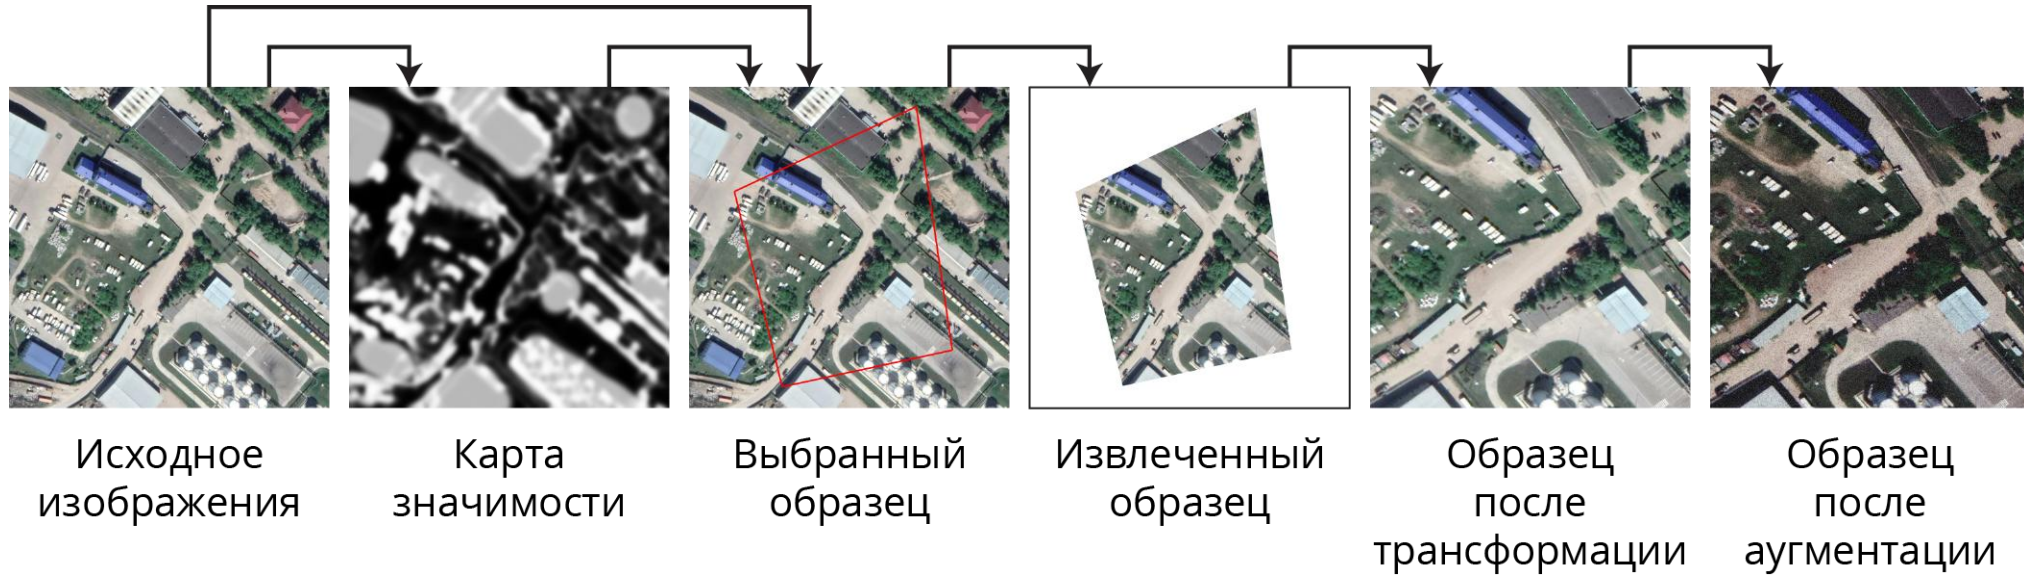 Исходное
изображения
Карта
значимости
Выбранный
образец
Извлеченный
образец
Образец
после
трансформации
Образец
после
аугментации